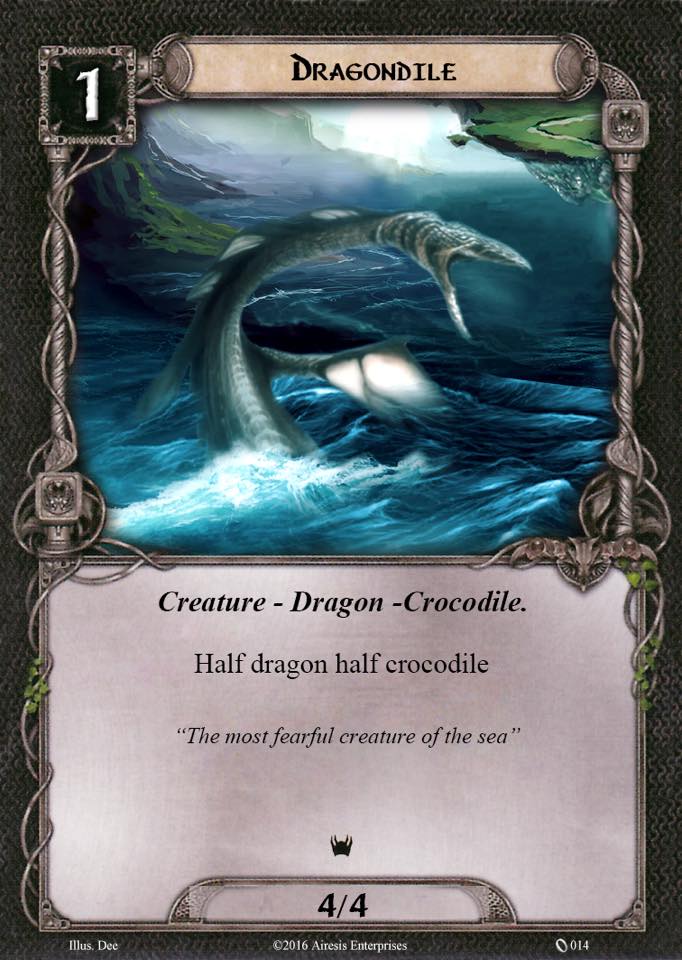 1
Dragondile
Creature - Dragon -Crocodile.
Half dragon half crocodile
“The most fearful creature of the sea”
4/4
Illus. Dee
©2016 Airesis Enterprises
014